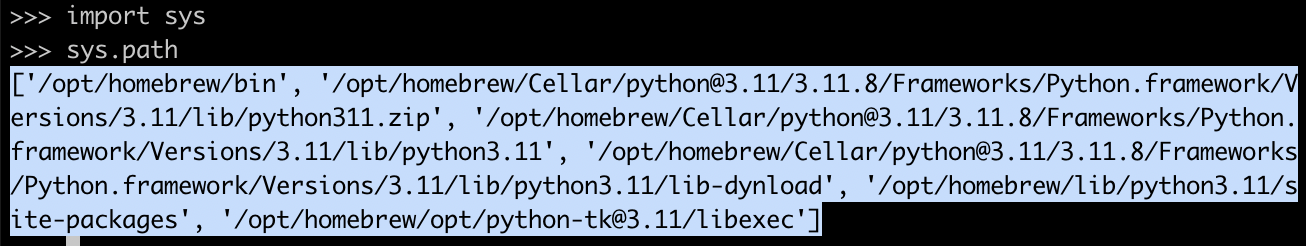 >>> import sys
>>> sys.path
['/opt/homebrew/bin', '/opt/homebrew/Cellar/python@3.11/3.11.8/Frameworks/Python.framework/V
ersions/3.11/lib/python311.zip', '/opt/homebrew/Cellar/python@3.11/3.11.8/Frameworks/Python.
framework/Versions/3.11/lib/python3.11', '/opt/homebrew/Cellar/python@3.11/3.11.8/Frameworks
/Python.framework/Versions/3.11/lib/python3.11/lib-dynload', '/opt/homebrew/lib/python3.11/s
ite-packages', '/opt/homebrew/opt/python-tk@3.11/libexec']